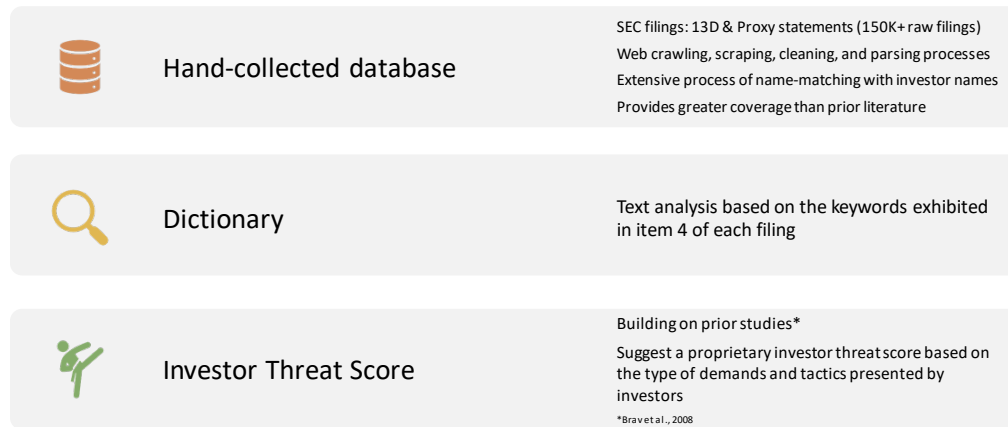 Hand-collected database
SEC filings: 13D & Proxy statements (150K+ raw filings)
Web crawling, scraping, cleaning, and parsing processes
Extensive process of name-matching with investor names
Provides greater coverage than prior literature
Dictionary
Text analysis based on the keywords exhibited
in item 4 of each filing
Investor Threat Score
Building on prior studies*
Suggest a proprietary investor threat score based on
the type of demands and tactics presented by
investors
*Brav et al., 2008